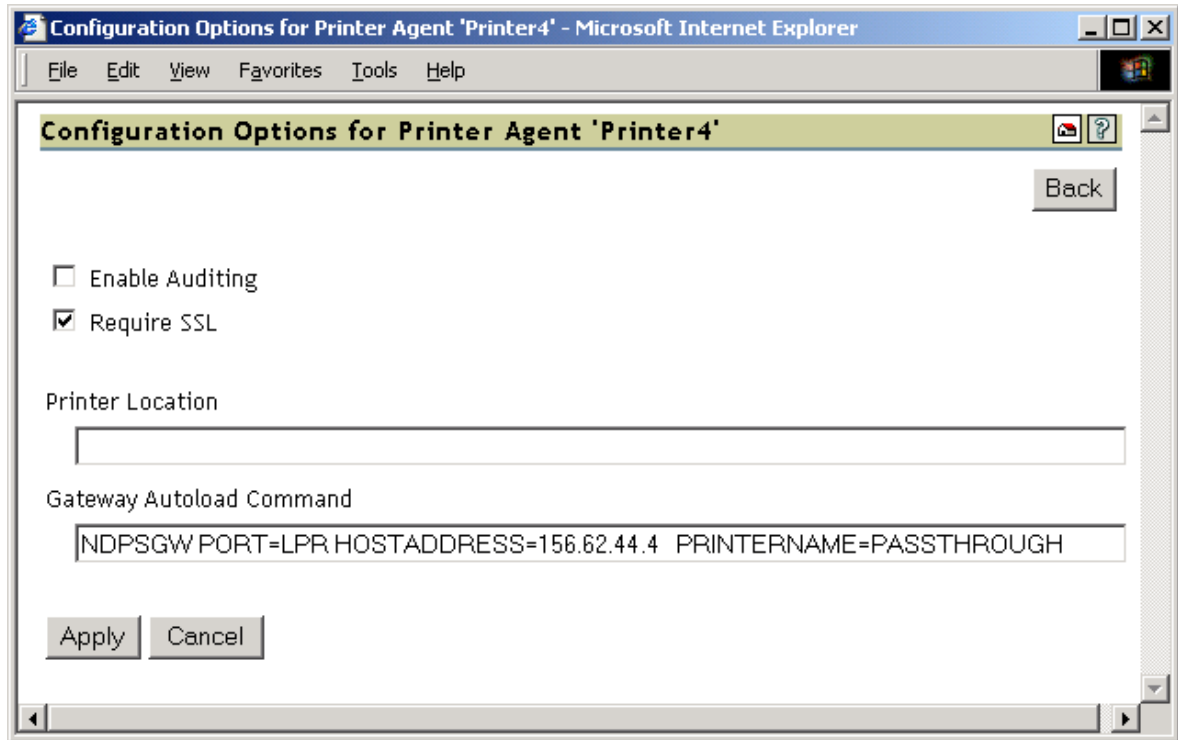 Configuration Options for Printer Agent 'Printer4' - Microsoft Internet Explorer
File Edit View Favorites Tools Help
Configuration Options for Printer Agent 'Printer4'
?
Back
Enable Auditing
Require SSL
Printer Location
Gateway Autoload Command
NDPSGW PORT=LPR HOSTADDRESS=156.62.44.4 PRINTERNAME=PASSTHROUGH
Apply Cancel